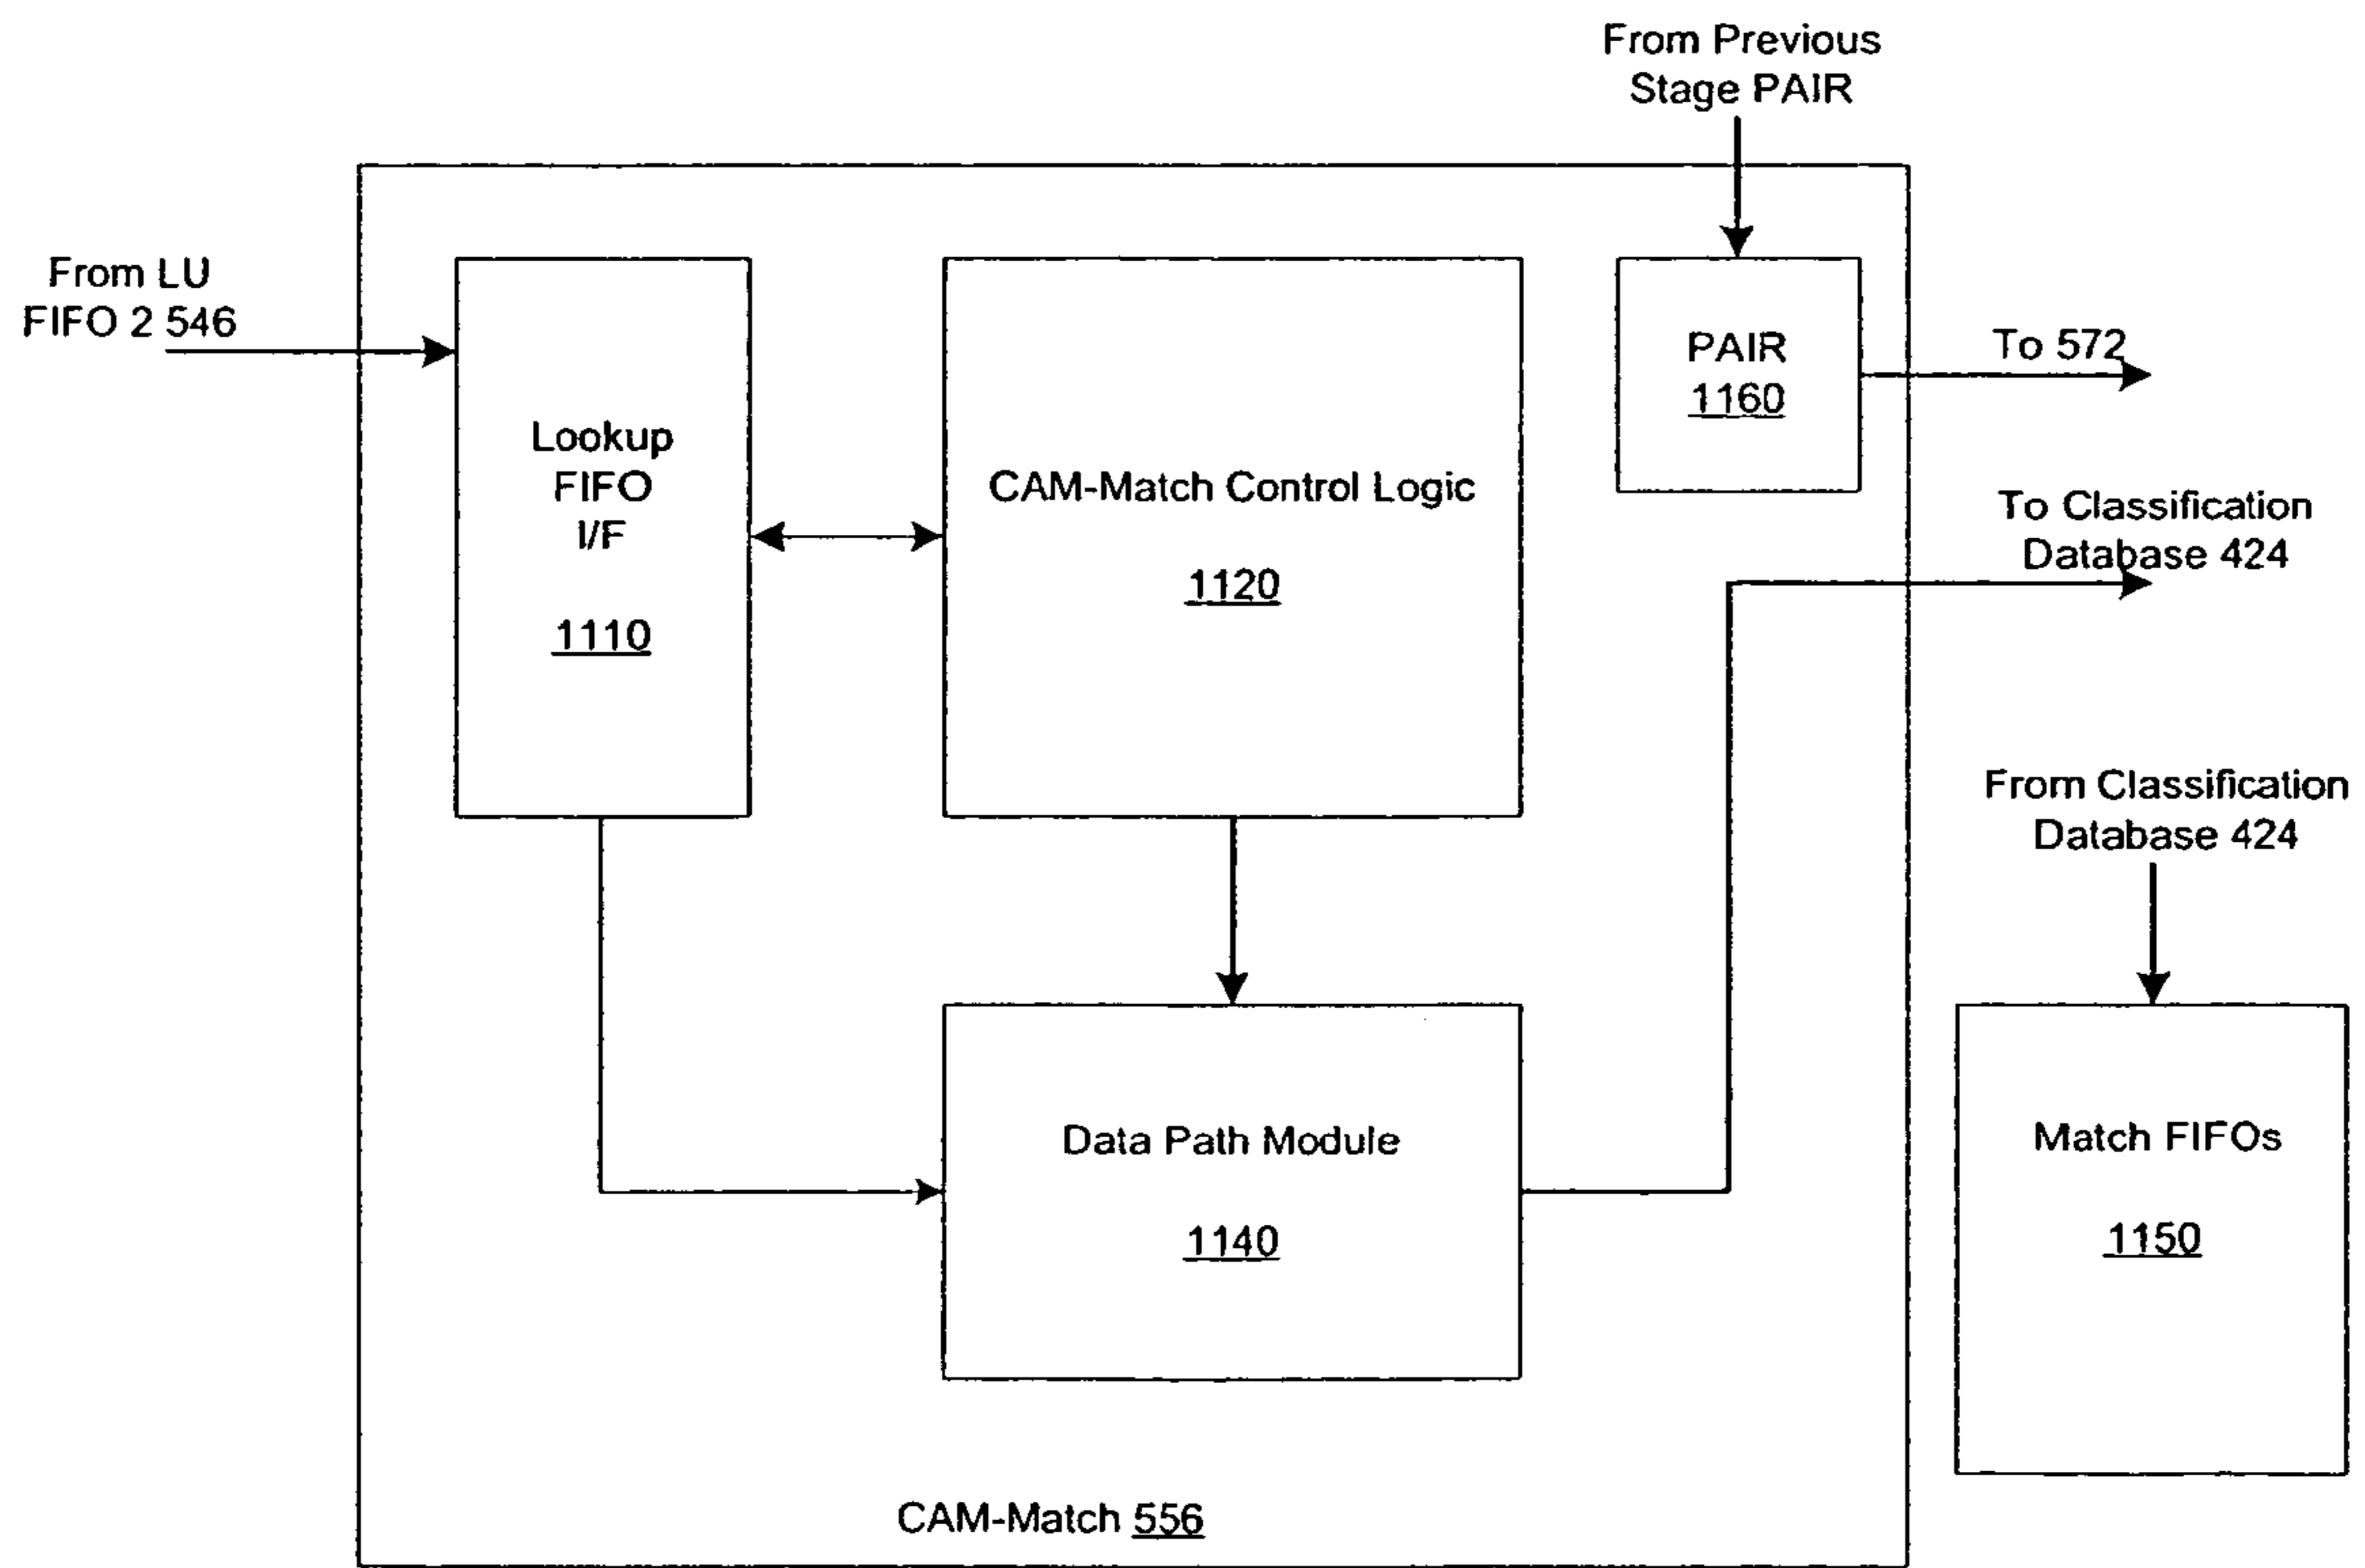 From Previous
Stage PAIR
From LU
FIFO 2 546
Lookup
FIFO
I/F
1110
CAM-Match Control Logic
1120
PAIR
1160
To 572
To Classification
Database 424
From Classification
Database 424
Data Path Module
1140
Match FIFOs
1150
CAM-Match 556